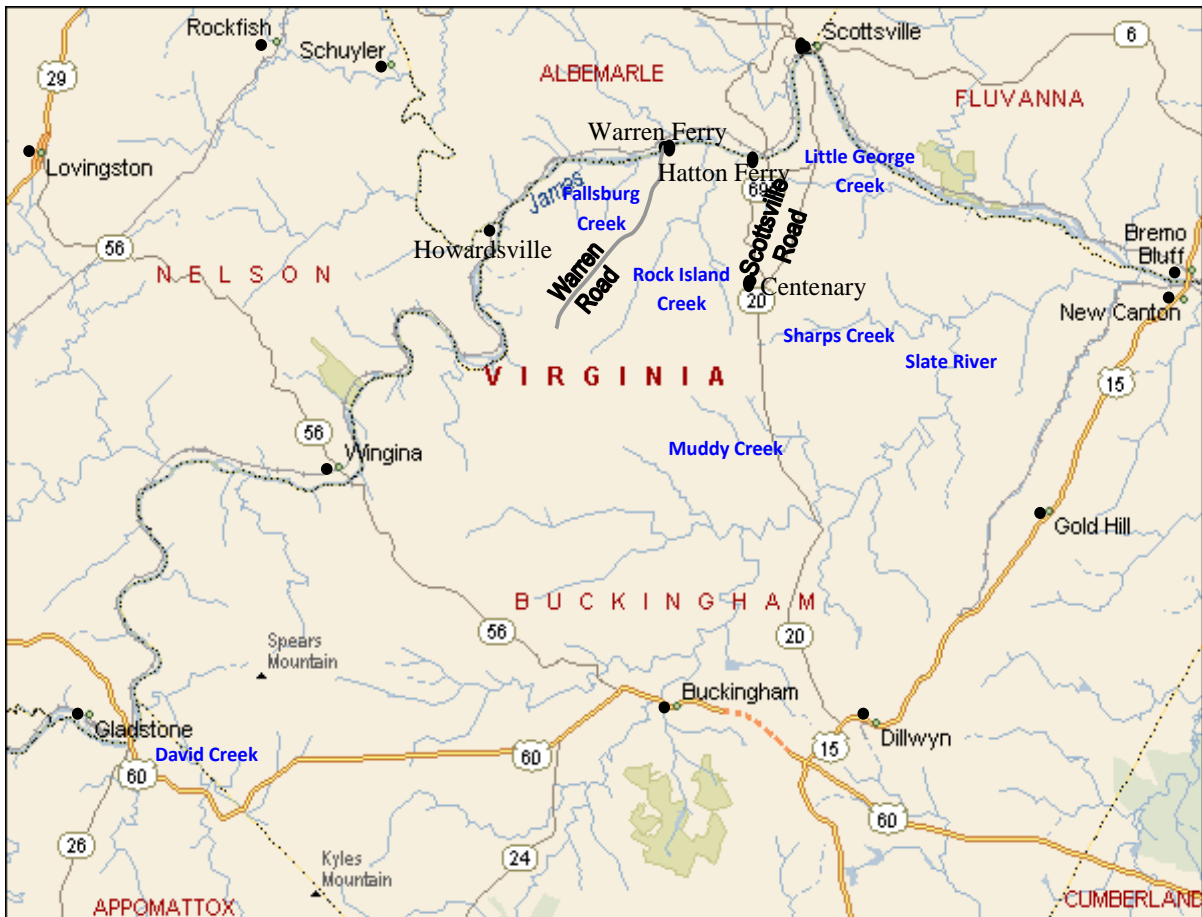 Rockfish
Schuyler
Scottsville
6
29
ALBEMARLE
FLUVANNA
Warren Ferry
Lovingston
Hatton Ferry
Little George
Creek
James
Fallsburg
Creek
69
Scottsville
Road
56
Howardsville
Bremo
Bluff
NELSON
Warren
Road
Rock Island
Creek
Centenary
20
New Canton
Sharps Creek
Slate River
VIRGINIA
15
56
Wingina
Muddy Creek
Gold Hill
BUCKINGHAM
56
20
Spears
Mountain
Buckingham
Gladstone
Dillwyn
David Creek
60
60
15
60
26
24
Kyles
Mountain
APPOMATTOX
CUMBERLAND